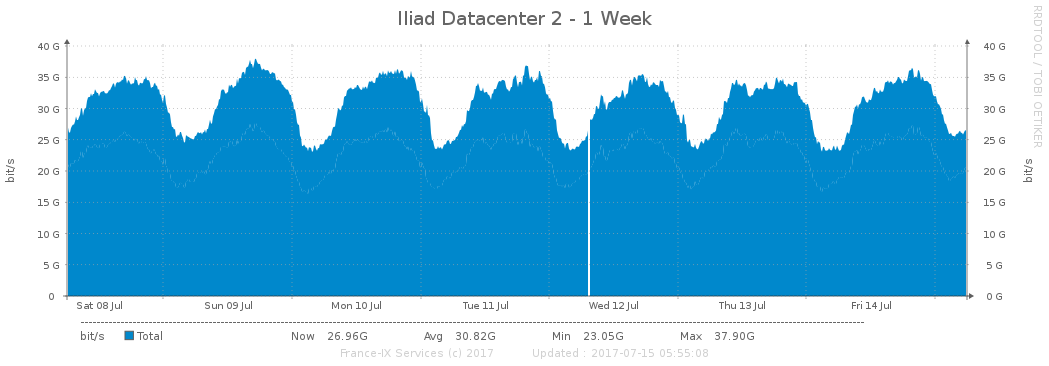 Iliad Datacenter 2 - 1 Week
RRDTOOL / TOBI OETIKER
40 G 40 G
35 G 35 G
30 G 30 G
25 G 25 G
20 G 20 G
15 G 15 G
10 G 10 G
5 G 5 G
0 0 G
bit/s bit/s
Sat 08 Jul Sun 09 Jul Mon 10 Jul Tue 11 Jul Wed 12 Jul Thu 13 Jul Fri 14 Jul
bit/s Total Now 26.96G Avg 30.82G Min 23.05G Max 37.90G
France-IX Services (c) 2017 Updated : 2017-07-15 05:55:08